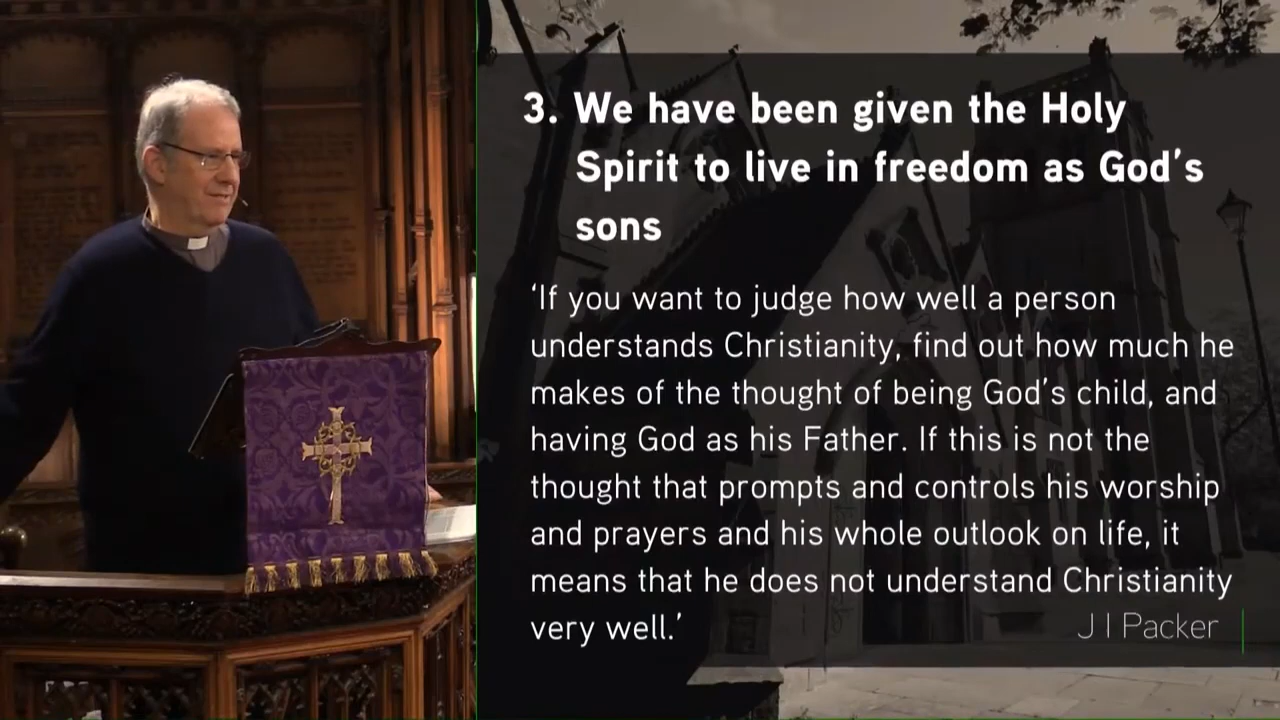 3. We have been given the Holy
Spirit to live in freedom as God's
sons
‘If you want to judge how well a person
understands Christianity, find out how much he
makes of the thought of being God's child, and
having God as his Father. If this is not the
thought that prompts and controls his worship
and prayers and his whole outlook on life, it
means that he does not understand Christianity
very well.’
J I Packer